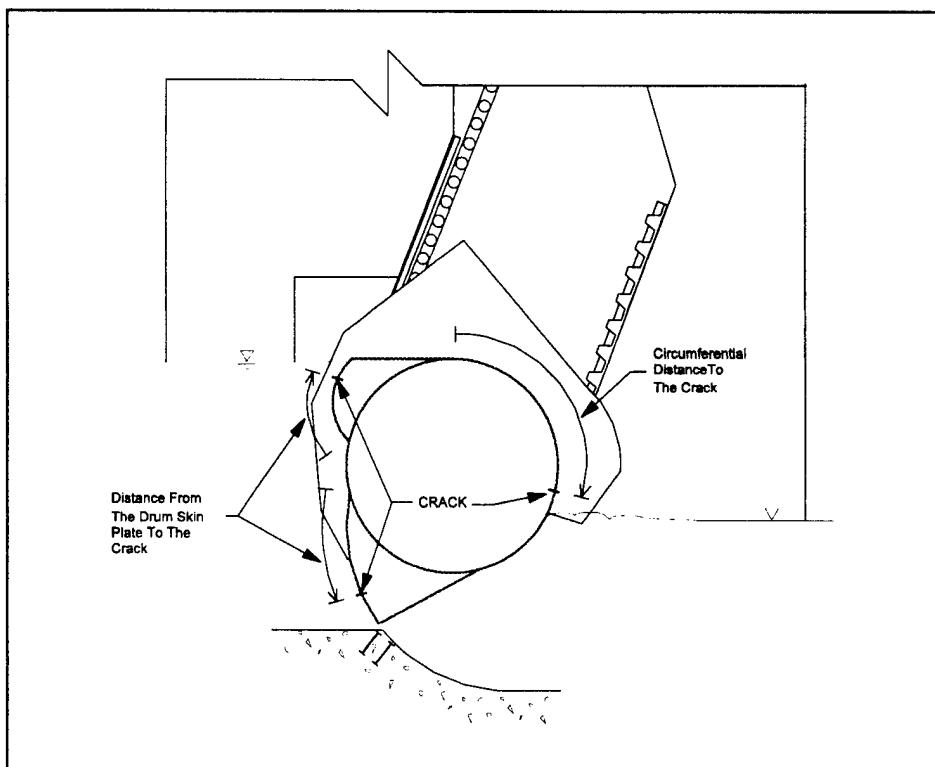 Circumferential
DistanceTo
The Crack
Distance From
The Drum Skin
Plate To The
Crack
CRACK